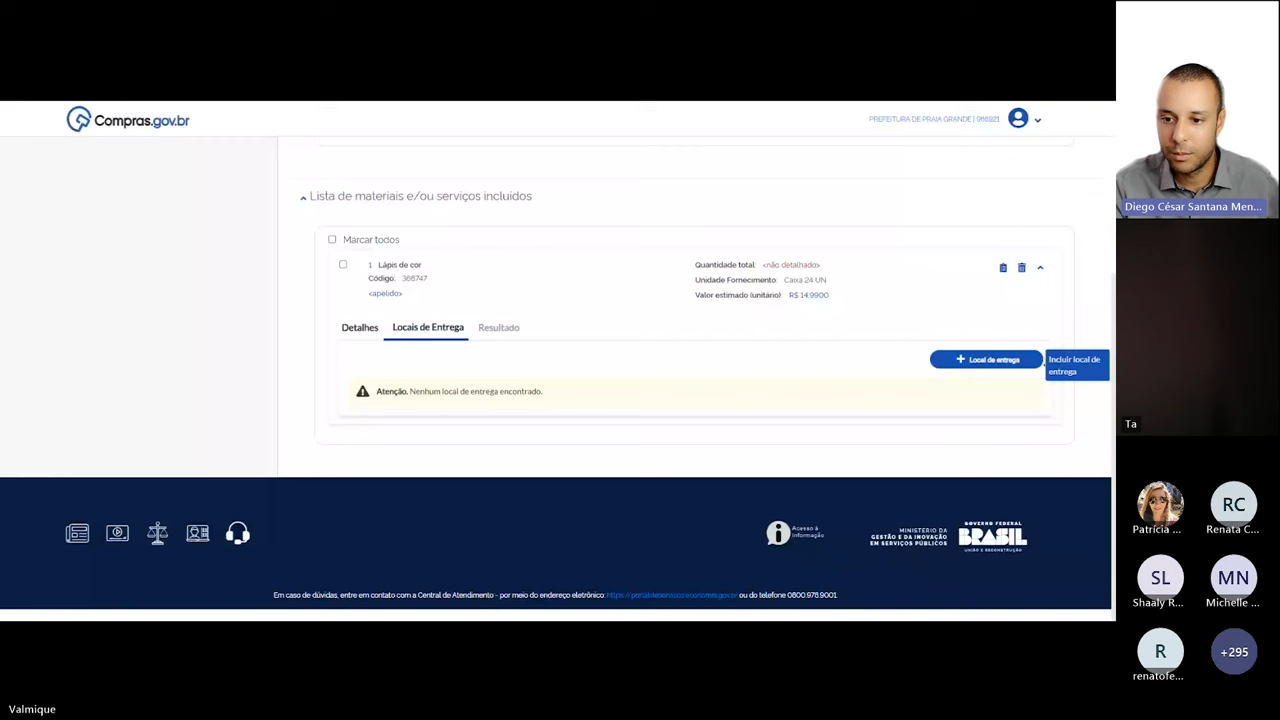 Compras.gov.br
PREFEITURA DE PRAIA GRANDE | 966921
Lista de materiais e/ou serviços incluídos
Marcar todos
1 Lápis de cor
Código: 366747
<apelido>
Quantidade total: <não detalhado>
Unidade Fornecimento: Caixa 24 UN
Valor estimado (unitário): R$ 14,9900
Detalhes
Locais de Entrega
Resultado
Local de entrega
Incluir local de
entrega
Atenção. Nenhum local de entrega encontrado.
Acesso à
Informação
MINISTÉRIO DA
GESTÃO E DA INOVAÇÃO
EM SERVIÇOS PÚBLICOS
GOVERNO FEDERAL
BRASIL
UNIÃO E RECONSTRUÇÃO
Em caso de dúvidas, entre em contato com a Central de Atendimento - por meio do endereço eletrônico: ou do telefone 0800.978.9001
Diego César Santana Men...
Ta
Patrícia ...
RC
Renata C...
SL
Shaaly R...
MN
Michelle ...
R
renatofe...
+295
Valmique